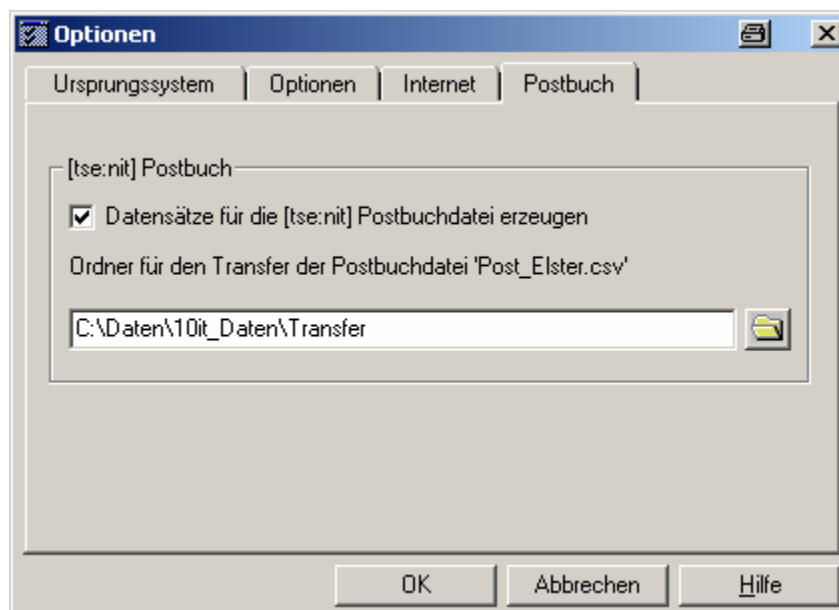 Optionen
Ursprungssystem Optionen Internet Postbuch
[tse:nit] Postbuch
Datensätze für die [tse:nit] Postbuchdatei erzeugen
Ordner für den Transfer der Postbuchdatei 'Post_Elster.csv'
C:\Daten\10it_Daten\Transfer
OK Abbrechen Hilfe